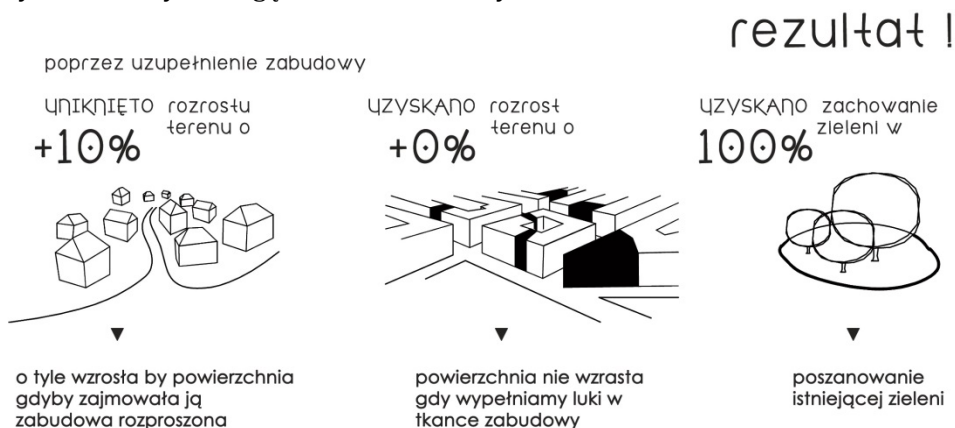 rezultat !
poprzez uzupełnienie zabudowy
UNIKNIĘTO rozrostu
terenu o
+10%
UZYSKANO rozrost
terenu o
+0%
UZYSKANO zachowanie
zieleni w
100%
▼
▼
▼
o tyle wzrosła by powierzchnia
gdyby zajmowała ją
zabudowa rozproszona
powierzchnia nie wzrasta
gdy wypełniamy luki w
tkance zabudowy
poszanowanie
istniejącej zieleni